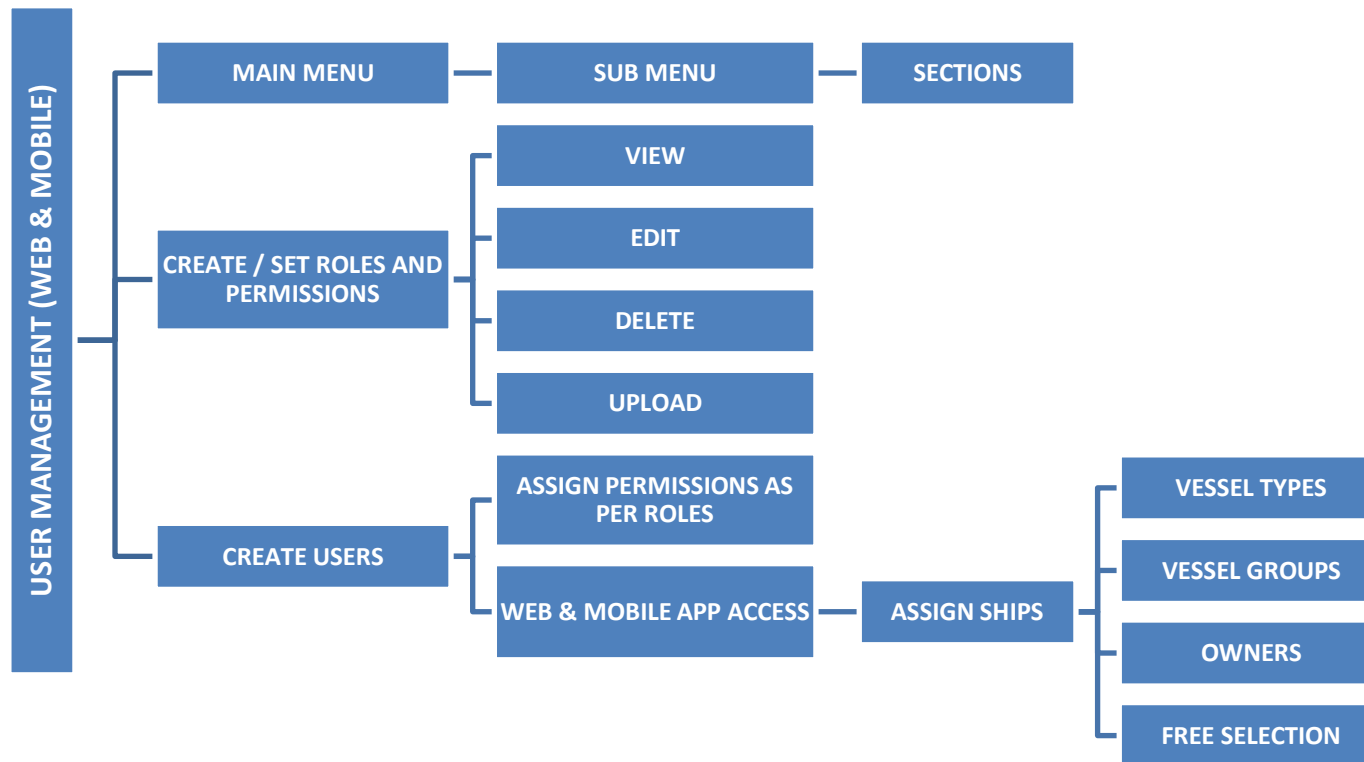 USER MANAGEMENT (WEB & MOBILE)
MAIN MENU
SUB MENU
SECTIONS
CREATE / SET ROLES AND
PERMISSIONS
VIEW
EDIT
DELETE
UPLOAD
CREATE USERS
ASSIGN PERMISSIONS AS
PER ROLES
WEB & MOBILE APP ACCESS
ASSIGN SHIPS
VESSEL TYPES
VESSEL GROUPS
OWNERS
FREE SELECTION